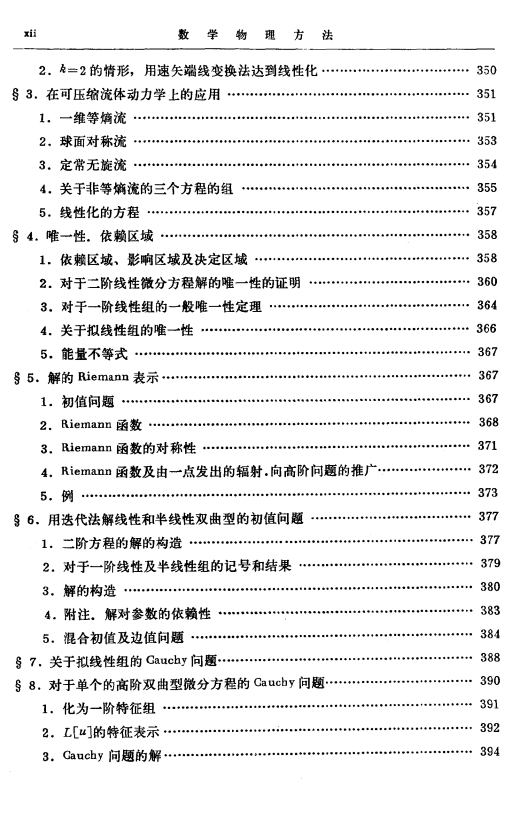 xii 数学物理方法
2. k=2的情形，用速矢端线变换法达到线性化 …… 350
§ 3. 在可压缩流体动力学上的应用 …… 351
1. 一维等熵流 …… 351
2. 球面对称流 …… 353
3. 定常无旋流 …… 354
4. 关于非等熵流的三个方程的组 …… 355
5. 线性化的方程 …… 357
§ 4. 唯一性. 依赖区域 …… 358
1. 依赖区域、影响区域及决定区域 …… 358
2. 对于二阶线性微分方程解的唯一性的证明 …… 360
3. 对于一阶线性组的一般唯一性定理 …… 364
4. 关于拟线性组的唯一性 …… 366
5. 能量不等式 …… 367
§ 5. 解的 Riemann 表示 …… 367
1. 初值问题 …… 367
2. Riemann 函数 …… 368
3. Riemann 函数的对称性 …… 371
4. Riemann 函数及由一点发出的辐射.向高阶问题的推广 …… 372
5. 例 …… 373
§ 6. 用迭代法解线性和半线性双曲型的初值问题 …… 377
1. 二阶方程的解的构造 …… 377
2. 对于一阶线性及半线性组的记号和结果 …… 379
3. 解的构造 …… 380
4. 附注. 解对参数的依赖性 …… 383
5. 混合初值及边值问题 …… 384
§ 7. 关于拟线性组的 Cauchy 问题 …… 388
§ 8. 对于单个的高阶双曲型微分方程的 Cauchy 问题 …… 390
1. 化为一阶特征组 …… 391
2. L[u]的特征表示 …… 392
3. Cauchy 问题的解 …… 394